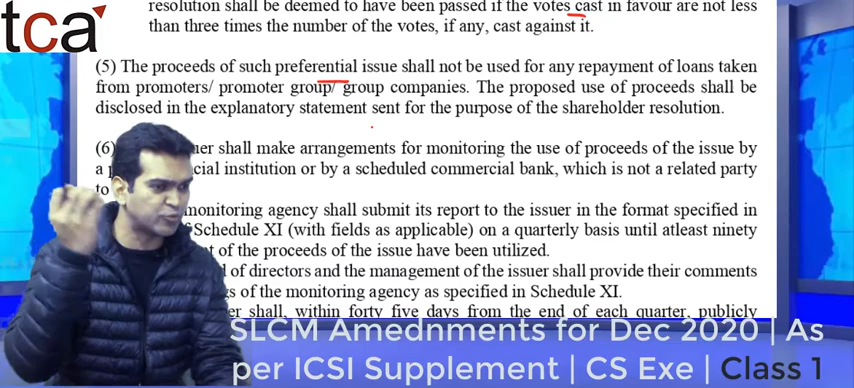 tca
resolution shall be deemed to have been passed if the votes cast in favour are not less
than three times the number of the votes, if any, cast against it.
(5) The proceeds of such preferential issue shall not be used for any repayment of loans taken
from promoters/ promoter group/ group companies. The proposed use of proceeds shall be
disclosed in the explanatory statement sent for the purpose of the shareholder resolution.
(6) shall make arrangements for monitoring the use of proceeds of the issue by
a institution or by a scheduled commercial bank, which is not a related party
to
monitoring agency shall submit its report to the issuer in the format specified in
Schedule XI (with fields as applicable) on a quarterly basis until atleast ninety
of the proceeds of the issue have been utilized.
of directors and the management of the issuer shall provide their comments
of the monitoring agency as specified in Schedule XI.
shall, within forty five days from the end of each quarter, publicly
SLCM Amednments for Dec 2020 | As
per ICSI Supplement | CS Exe | Class 1